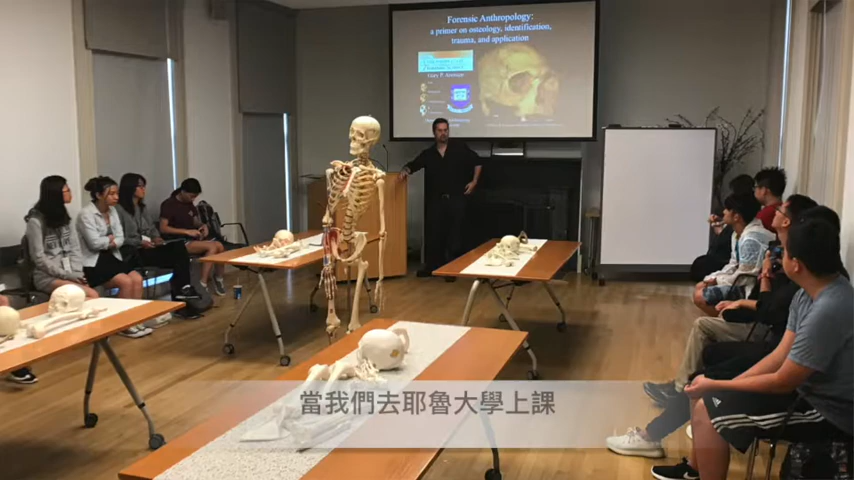 Forensic Anthropology:
a primer on osteology, identification,
trauma, and application
當我們去耶魯大學上課